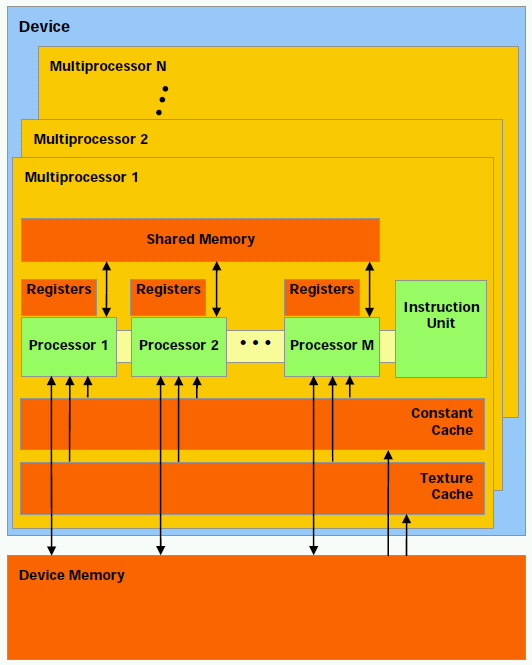 Device
Multiprocessor N
Multiprocessor 2
Multiprocessor 1
Shared Memory
Registers
Registers
Registers
Instruction
Unit
Processor 1
Processor 2
• • •
Processor M
Constant
Cache
Texture
Cache
Device Memory